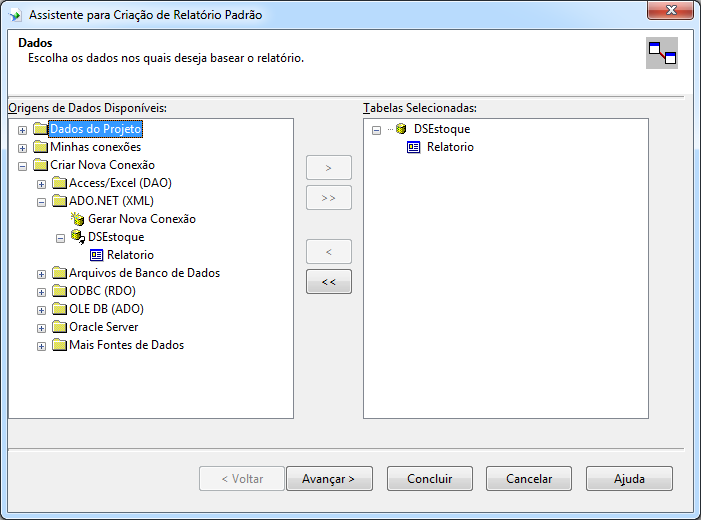 Assistente para Criação de Relatório Padrão
Dados
Escolha os dados nos quais deseja basear o relatório.
Origens de Dados Disponíveis:
Dados do Projeto
Minhas conexões
Criar Nova Conexão
Access/Excel (DAO)
ADO.NET (XML)
Gerar Nova Conexão
DSEstoque
Relatorio
Arquivos de Banco de Dados
ODBC (RDO)
OLE DB (ADO)
Oracle Server
Mais Fontes de Dados
>
>>
<
<<
Tabelas Selecionadas:
DSEstoque
Relatorio
< Voltar
Avançar >
Concluir
Cancelar
Ajuda